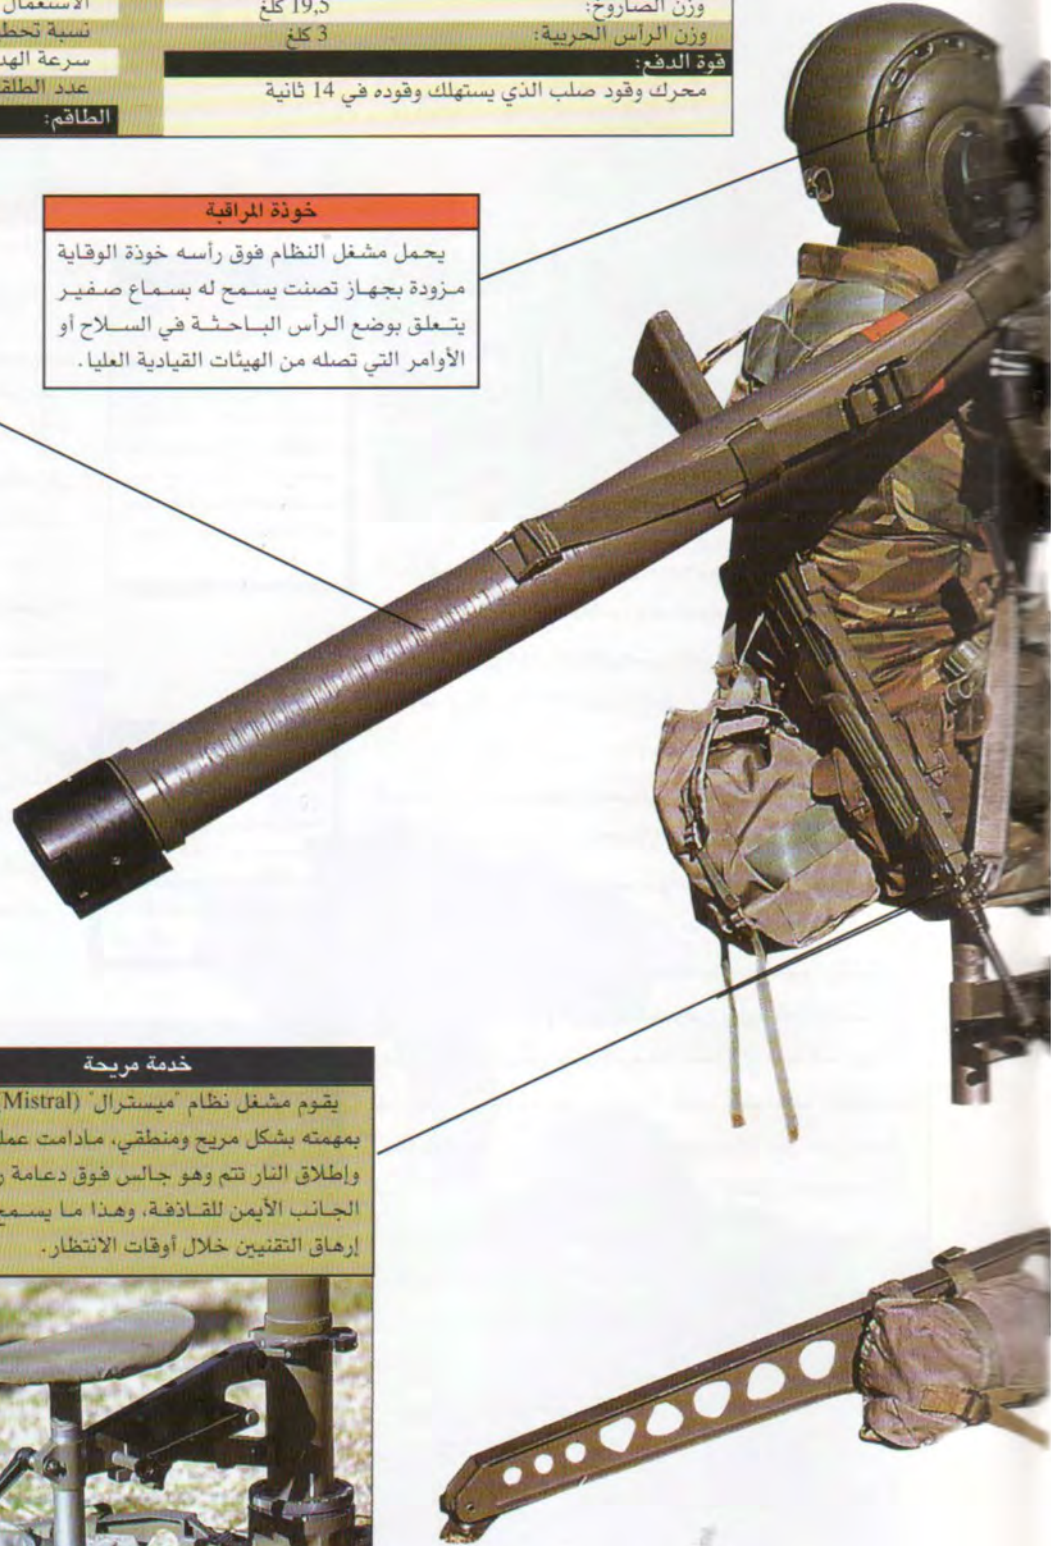 وزن الصاروخ: 19,5 كلغ
وزن الرأس الحربية: 3 كلغ
قوة الدفع:
محرك وقود صلب الذي يستهلك وقوده في 14 ثانية
الاستعمال
نسبة
سرعة
عدد
الطاقم:
خوذة المراقبة
يحمل مشغل النظام فوق رأسه خوذة الوقاية
مزودة بجهاز تصنت يسمح له بسماع صفير
يتعلق بوضع الرأس الباحثة في السلاح أو
الأوامر التي تصله من الهيئات القيادية العليا.
خدمة مريحة
يقوم مشغل نظام "ميسترال" (Mistral
بمهمته بشكل مريح ومنطقي، مادامت
وإطلاق النار تتم وهو جالس فوق دعامة
الجانب الأيمن للقاذفة، وهذا ما يسمح
إرهاق التقنيين خلال أوقات الانتظار.